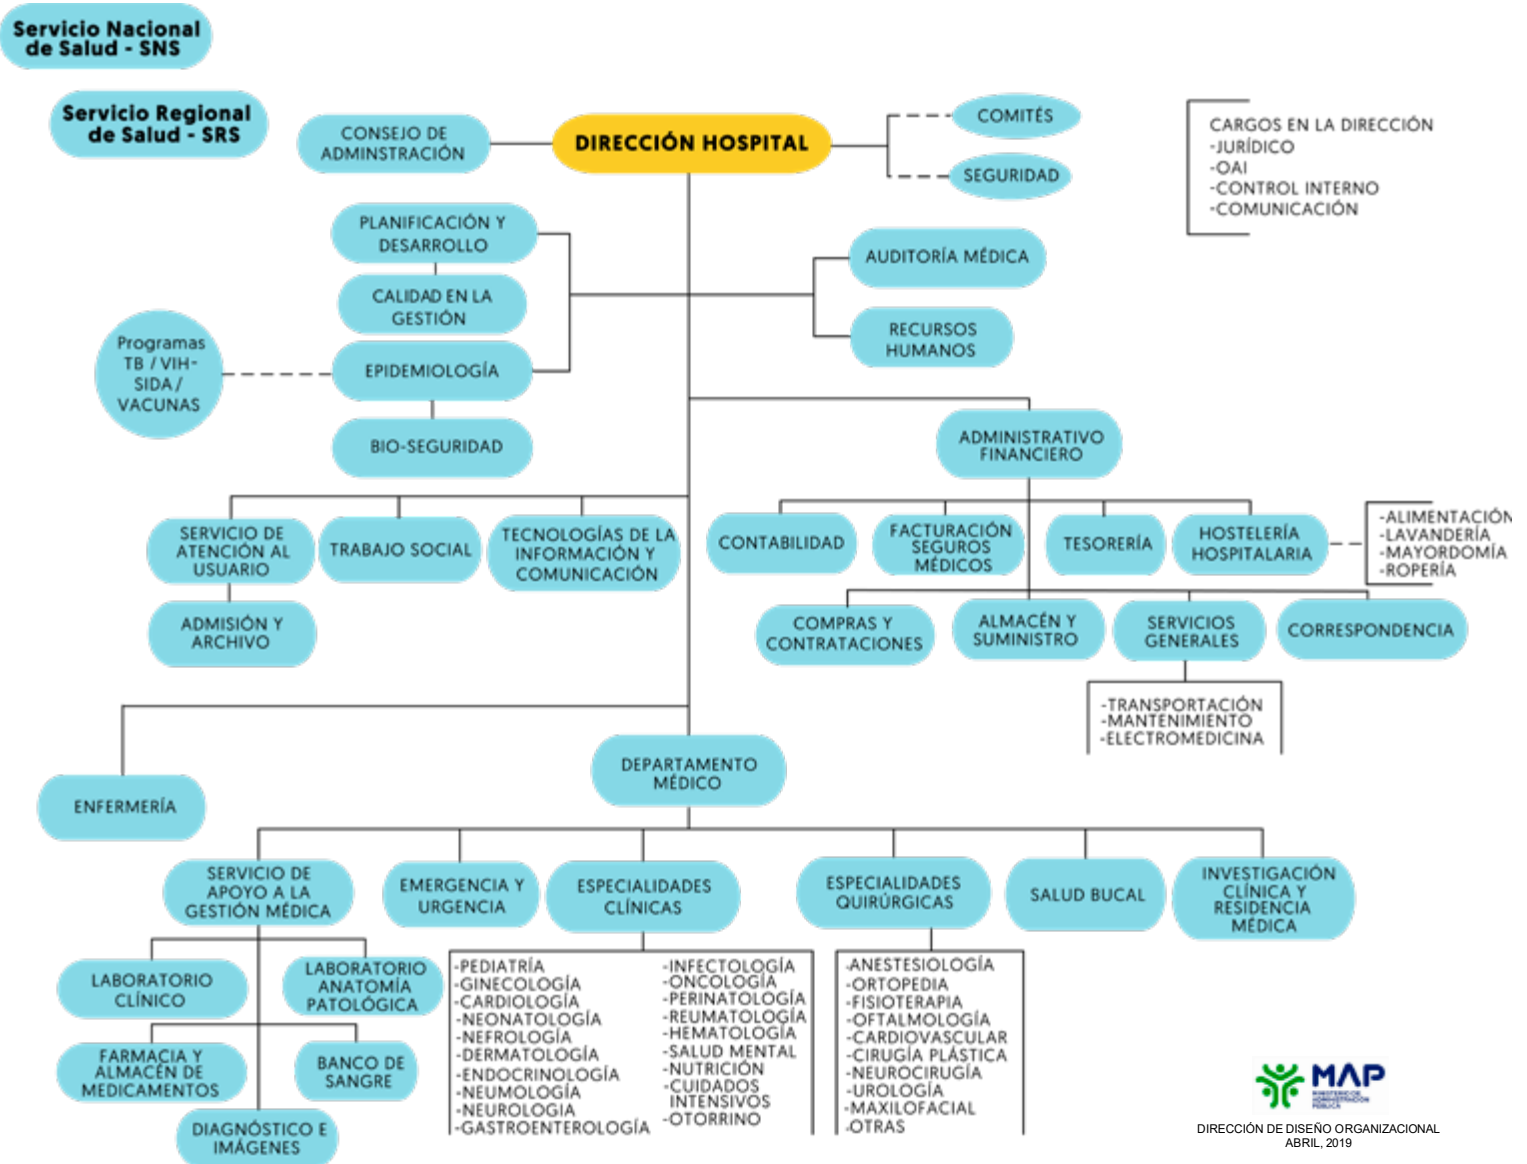 Servicio Nacional
de Salud - SNS
Servicio Regional
de Salud - SRS
CONSEJO DE
ADMINSTRACIÓN
DIRECCIÓN HOSPITAL
COMITÉS
SEGURIDAD
CARGOS EN LA DIRECCIÓN
-JURÍDICO
-OAI
-CONTROL INTERNO
-COMUNICACIÓN
PLANIFICACIÓN Y
DESARROLLO
CALIDAD EN LA
GESTIÓN
AUDITORÍA MÉDICA
RECURSOS
HUMANOS
Programas
TB / VIH-
SIDA /
VACUNAS
EPIDEMIOLOGÍA
BIO-SEGURIDAD
ADMINISTRATIVO
FINANCIERO
SERVICIO DE
ATENCIÓN AL
USUARIO
TRABAJO SOCIAL
TECNOLOGÍAS DE LA
INFORMACIÓN Y
COMUNICACIÓN
ADMISIÓN Y
ARCHIVO
CONTABILIDAD
FACTURACIÓN
SEGUROS
MÉDICOS
TESORERÍA
HOSTELERÍA
HOSPITALARIA
-ALIMENTACIÓN
-LAVANDERÍA
-MAYORDOMÍA
-ROPERÍA
COMPRAS Y
CONTRATACIONES
ALMACÉN Y
SUMINISTRO
SERVICIOS
GENERALES
CORRESPONDENCIA
-TRANSPORTACIÓN
-MANTENIMIENTO
-ELECTROMEDICINA
ENFERMERÍA
DEPARTAMENTO
MÉDICO
SERVICIO DE
APOYO A LA
GESTIÓN MÉDICA
EMERGENCIA Y
URGENCIA
ESPECIALIDADES
CLÍNICAS
ESPECIALIDADES
QUIRÚRGICAS
SALUD BUCAL
INVESTIGACIÓN
CLÍNICA Y
RESIDENCIA
MÉDICA
LABORATORIO
CLÍNICO
LABORATORIO
ANATOMÍA
PATOLÓGICA
FARMACIA Y
ALMACÉN DE
MEDICAMENTOS
BANCO DE
SANGRE
DIAGNÓSTICO E
IMÁGENES
-PEDIATRÍA
-GINECOLOGÍA
-CARDIOLOGÍA
-NEONATOLOGÍA
-NEFROLOGÍA
-DERMATOLOGÍA
-ENDOCRINOLOGÍA
-NEUMOLOGÍA
-NEUROLOGIA
-GASTROENTEROLOGÍA
-INFECTOLOGÍA
-ONCOLOGÍA
-PERINATOLOGÍA
-REUMATOLOGÍA
-HEMATOLOGÍA
-SALUD MENTAL
-NUTRICIÓN
-CUIDADOS
INTENSIVOS
-OTORRINO
-ANESTESIOLOGÍA
-ORTOPEDIA
-FISIOTERAPIA
-OFTALMOLOGÍA
-CARDIOVASCULAR
-CIRUGÍA PLÁSTICA
-NEUROCIRUGÍA
-UROLOGÍA
-MAXILOFACIAL
-OTRAS
MAP
MINISTERIO DE
ADMINISTRACIÓN
PÚBLICA
DIRECCIÓN DE DISEÑO ORGANIZACIONAL
ABRIL, 2019